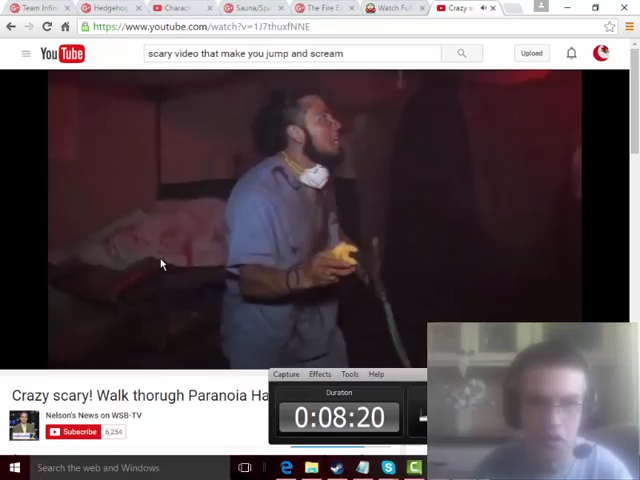 Team Infin
Hedgehog
Charact
Sauna/Spa
The Fire E
Watch Full
Crazy s
https://www.youtube.com/watch?v=1J7thuxfNNE
YouTube
scary video that make you jump and scream
Upload
Crazy scary! Walk thorugh Paranoia Ha
Nelson's News on WSB-TV
Subscribe 6,254
Capture Effects Tools Help
Duration
0:08:20
Search the web and Windows